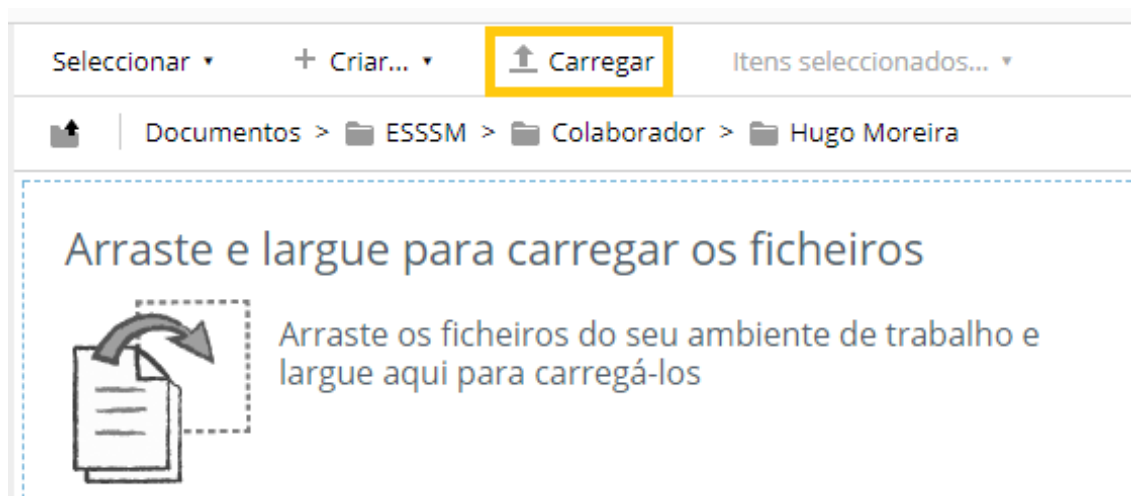 Seleccionar + Criar... Carregar Itens seleccionados...
Documentos > ESSSM > Colaborador > Hugo Moreira
Arraste e largue para carregar os ficheiros
Arraste os ficheiros do seu ambiente de trabalho e
largue aqui para carregá-los